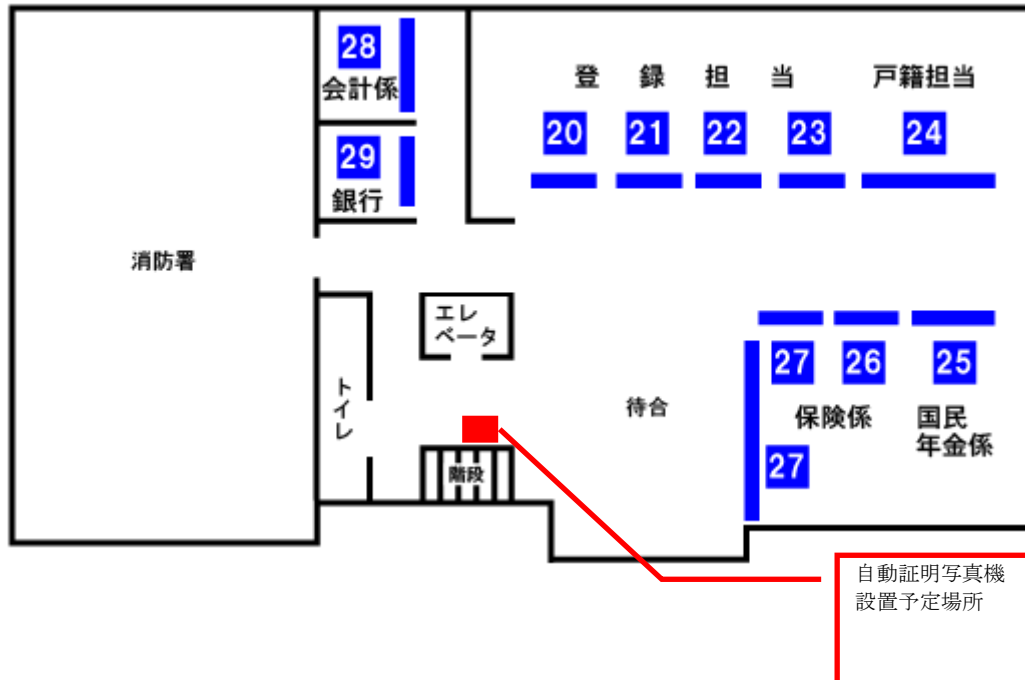 28
会計係
29
銀行
登録担当
戸籍担当
20
21
22
23
24
消防署
エレ
ベータ
トイレ
階段
待合
27
26
25
保険係
国民
年金係
27
自動証明写真機
設置予定場所